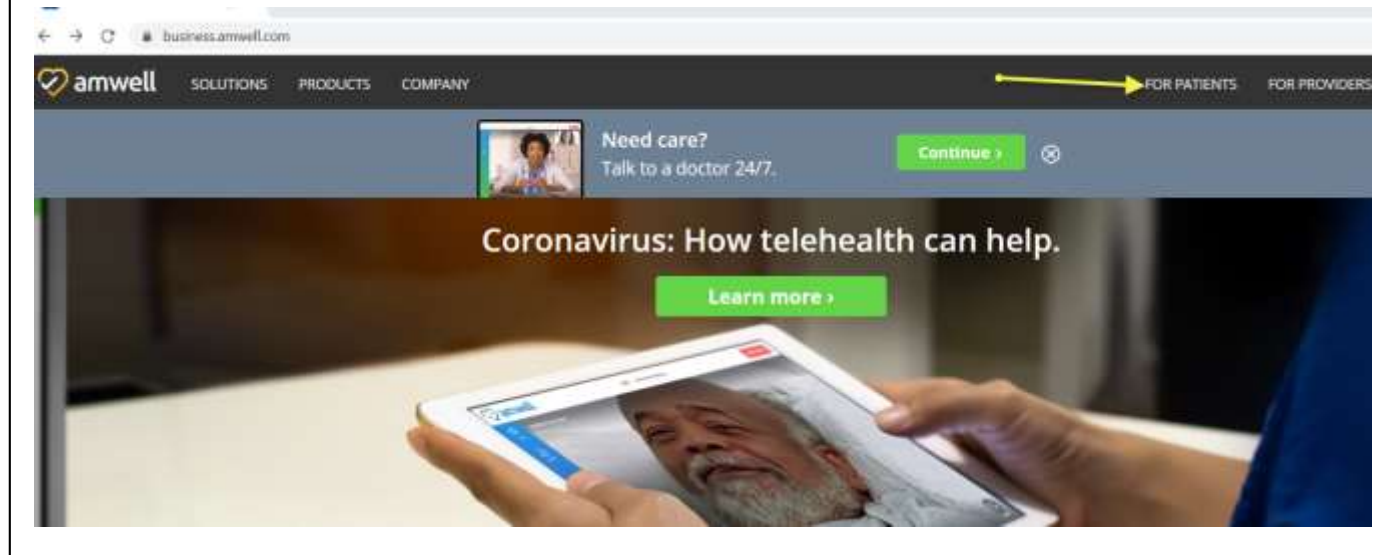 business.amwell.com
amwell SOLUTIONS PRODUCTS COMPANY FOR PATIENTS FOR PROVIDERS
Need care?
Talk to a doctor 24/7.
Continue ›
Coronavirus: How telehealth can help.
Learn more ›